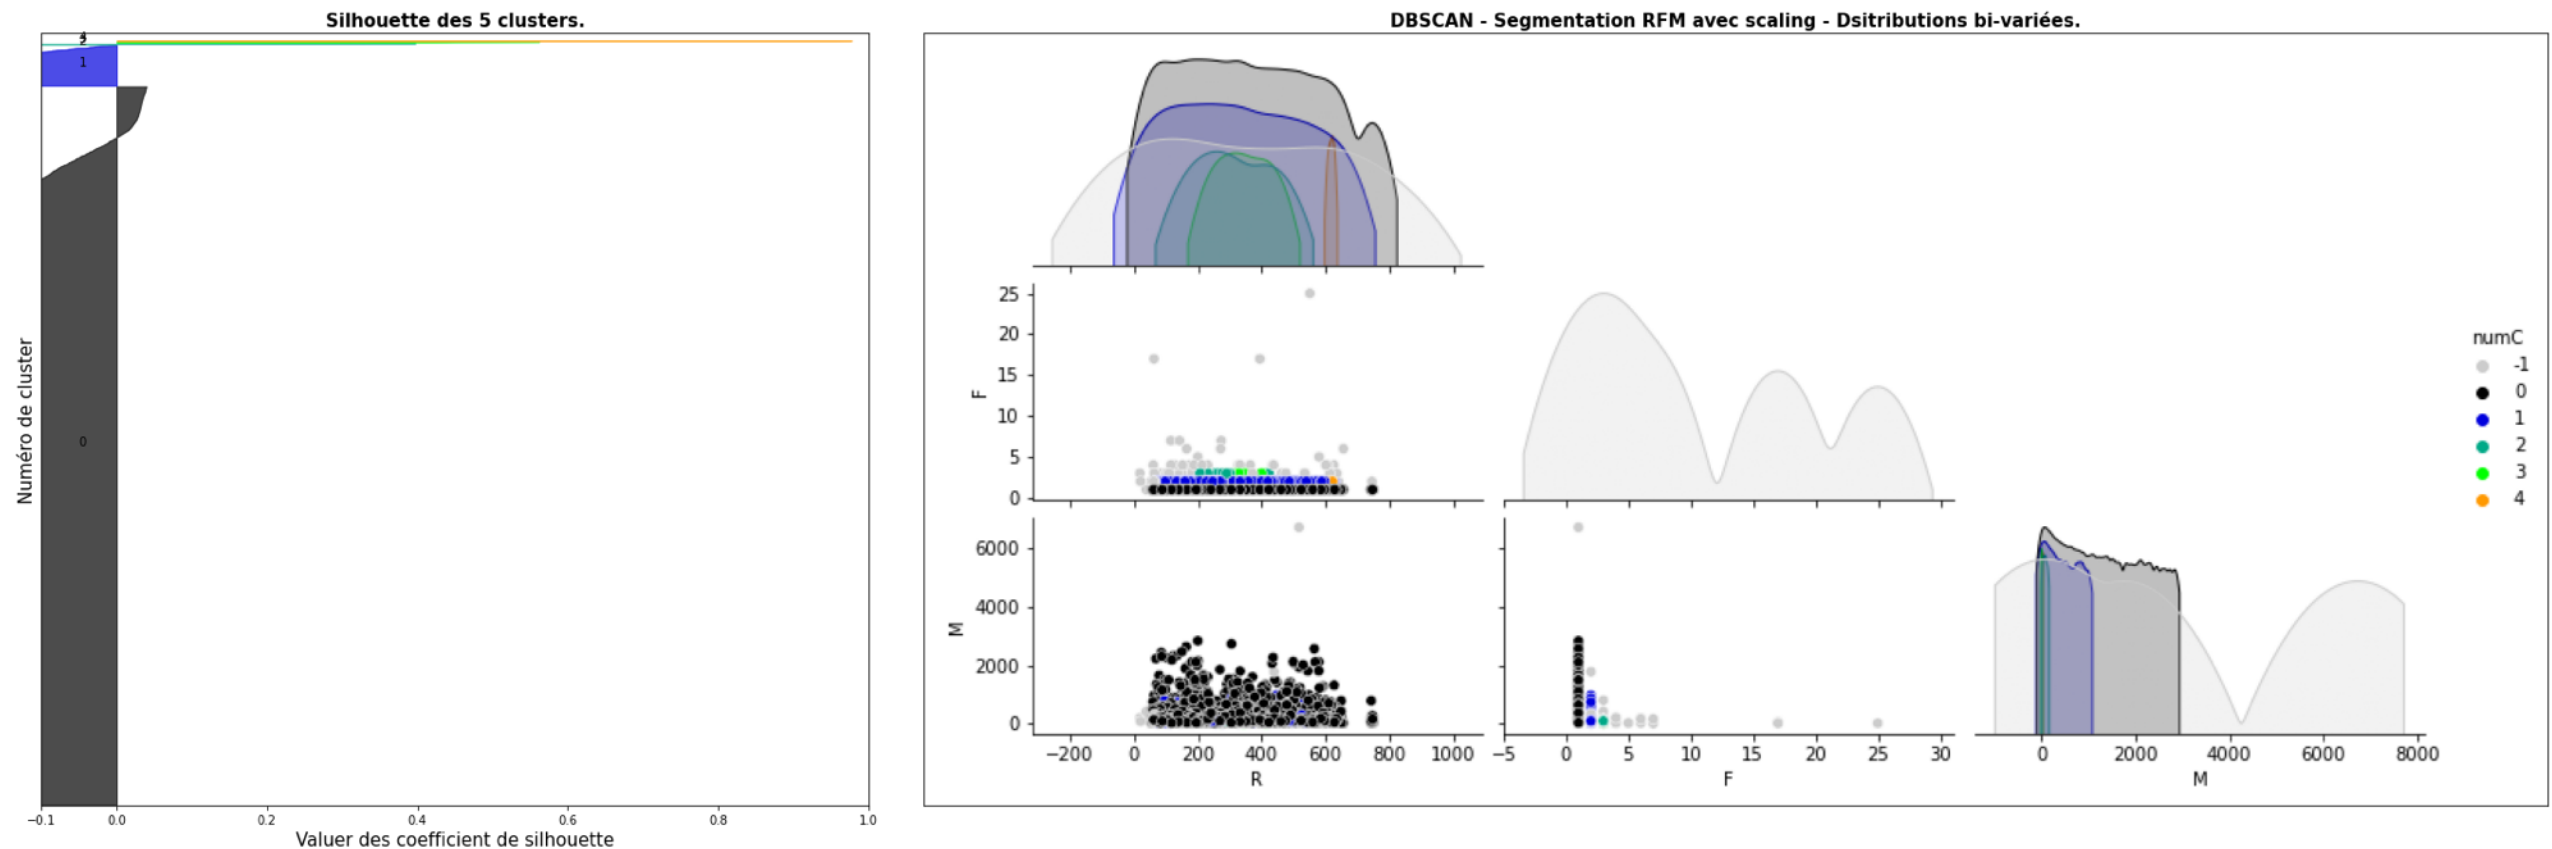 Silhouette des 5 clusters.
1
0
Numéro de cluster
−0.1 0.0 0.2 0.4 0.6 0.8 1.0
Valuer des coefficient de silhouette
DBSCAN - Segmentation RFM avec scaling - Dsitributions bi-variées.
25
20
15
10
5
0
F
6000
4000
2000
0
M
−200 0 200 400 600 800 1000
R
−5 0 5 10 15 20 25 30
F
0 2000 4000 6000 8000
M
numC
-1
0
1
2
3
4